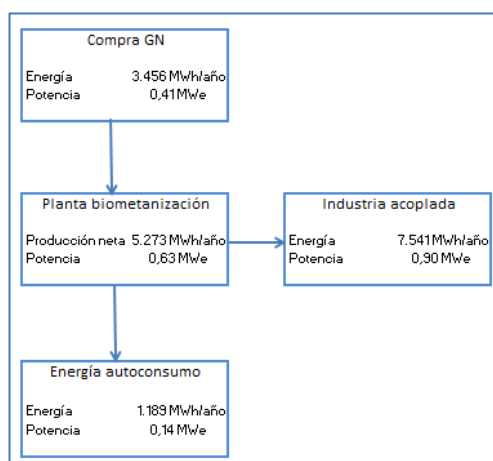 Compra GN
Energía 3.456 MWh/año
Potencia 0,41 MWe
Planta biometanización
Producción neta 5.273 MWh/año
Potencia 0,63 MWe
Industria acoplada
Energía 7.541 MWh/año
Potencia 0,90 MWe
Energía autoconsumo
Energía 1.189 MWh/año
Potencia 0,14 MWe